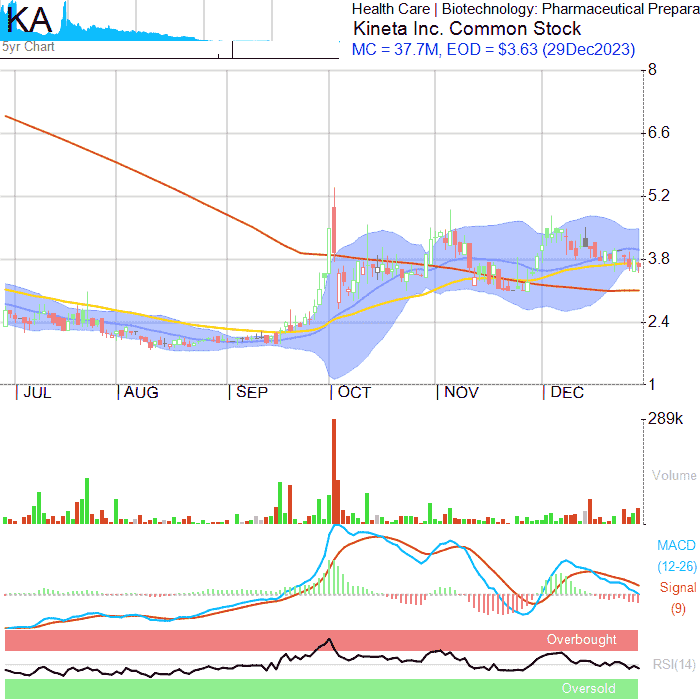 KA
5yr Chart
Health Care | Biotechnology: Pharmaceutical Prepara
Kineta Inc. Common Stock
MC = 37.7M, EOD = $3.63 (29Dec2023)
8
6.6
5.2
3.8
2.4
1
JUL AUG SEP OCT NOV DEC
289k
Volume
MACD
(12-26)
Signal
(9)
Overbought
RSI(14)
Oversold